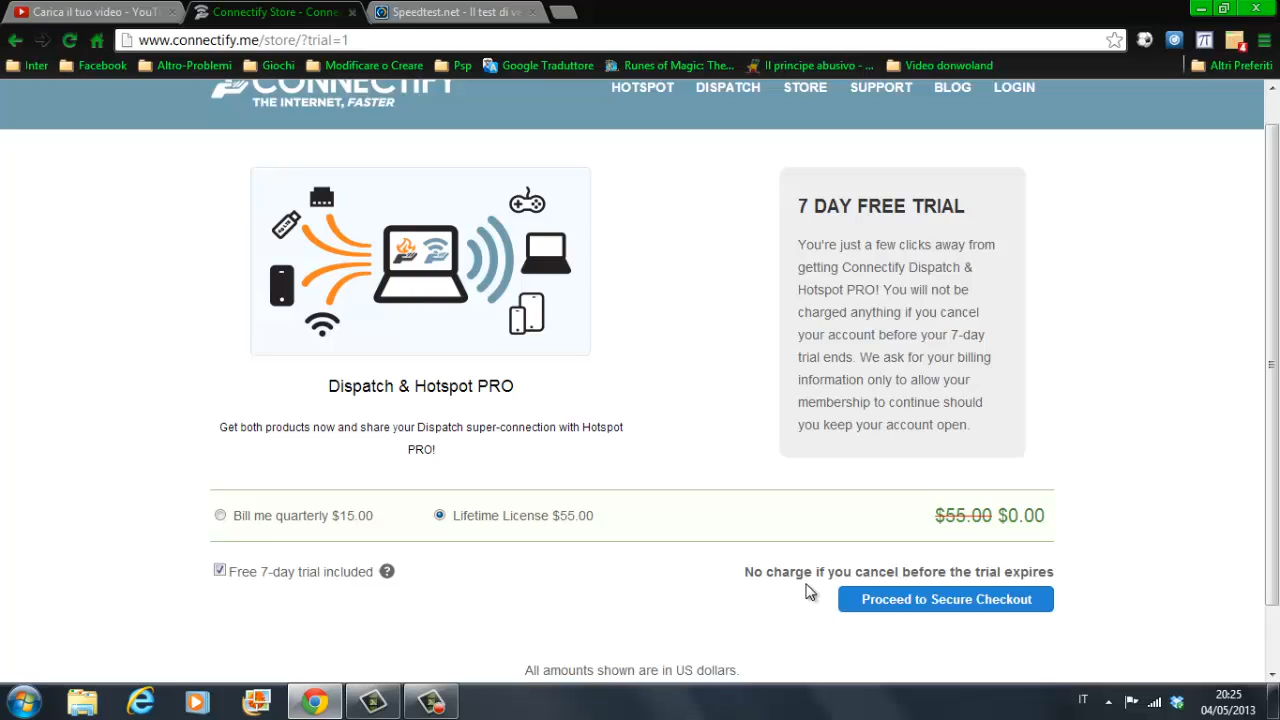 Carica il tuo video - YouT
Connectify Store - Conne
Speedtest.net - Il test di ve
www.connectify.me/store/?trial=1
Inter
Facebook
Altro-Problemi
Giochi
Modificare o Creare
Psp
Google Traduttore
Runes of Magic: The...
Il principe abusivo - ...
Video donwoland
Altri Preferiti
CONNECTIFY
THE INTERNET, FASTER
HOTSPOT
DISPATCH
STORE
SUPPORT
BLOG
LOGIN
Dispatch & Hotspot PRO
Get both products now and share your Dispatch super-connection with Hotspot
PRO!
7 DAY FREE TRIAL
You're just a few clicks away from
getting Connectify Dispatch &
Hotspot PRO! You will not be
charged anything if you cancel
your account before your 7-day
trial ends. We ask for your billing
information only to allow your
membership to continue should
you keep your account open.
Bill me quarterly $15.00
Lifetime License $55.00
$55.00 $0.00
Free 7-day trial included
No charge if you cancel before the trial expires
Proceed to Secure Checkout
All amounts shown are in US dollars.
IT
20:25
04/05/2013